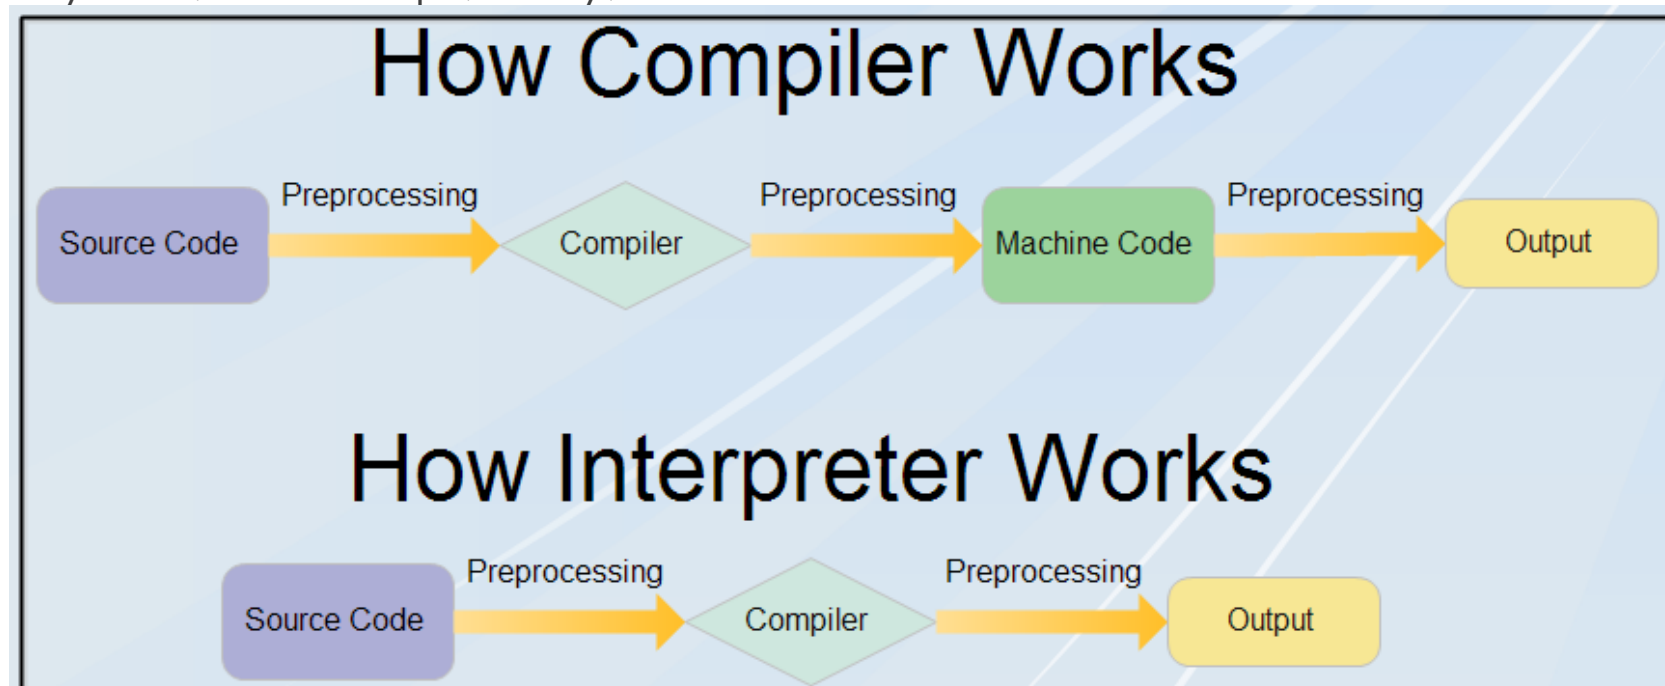 How Compiler Works
Preprocessing Preprocessing Preprocessing
Source Code Compiler Machine Code Output
How Interpreter Works
Preprocessing Preprocessing
Source Code Compiler Output